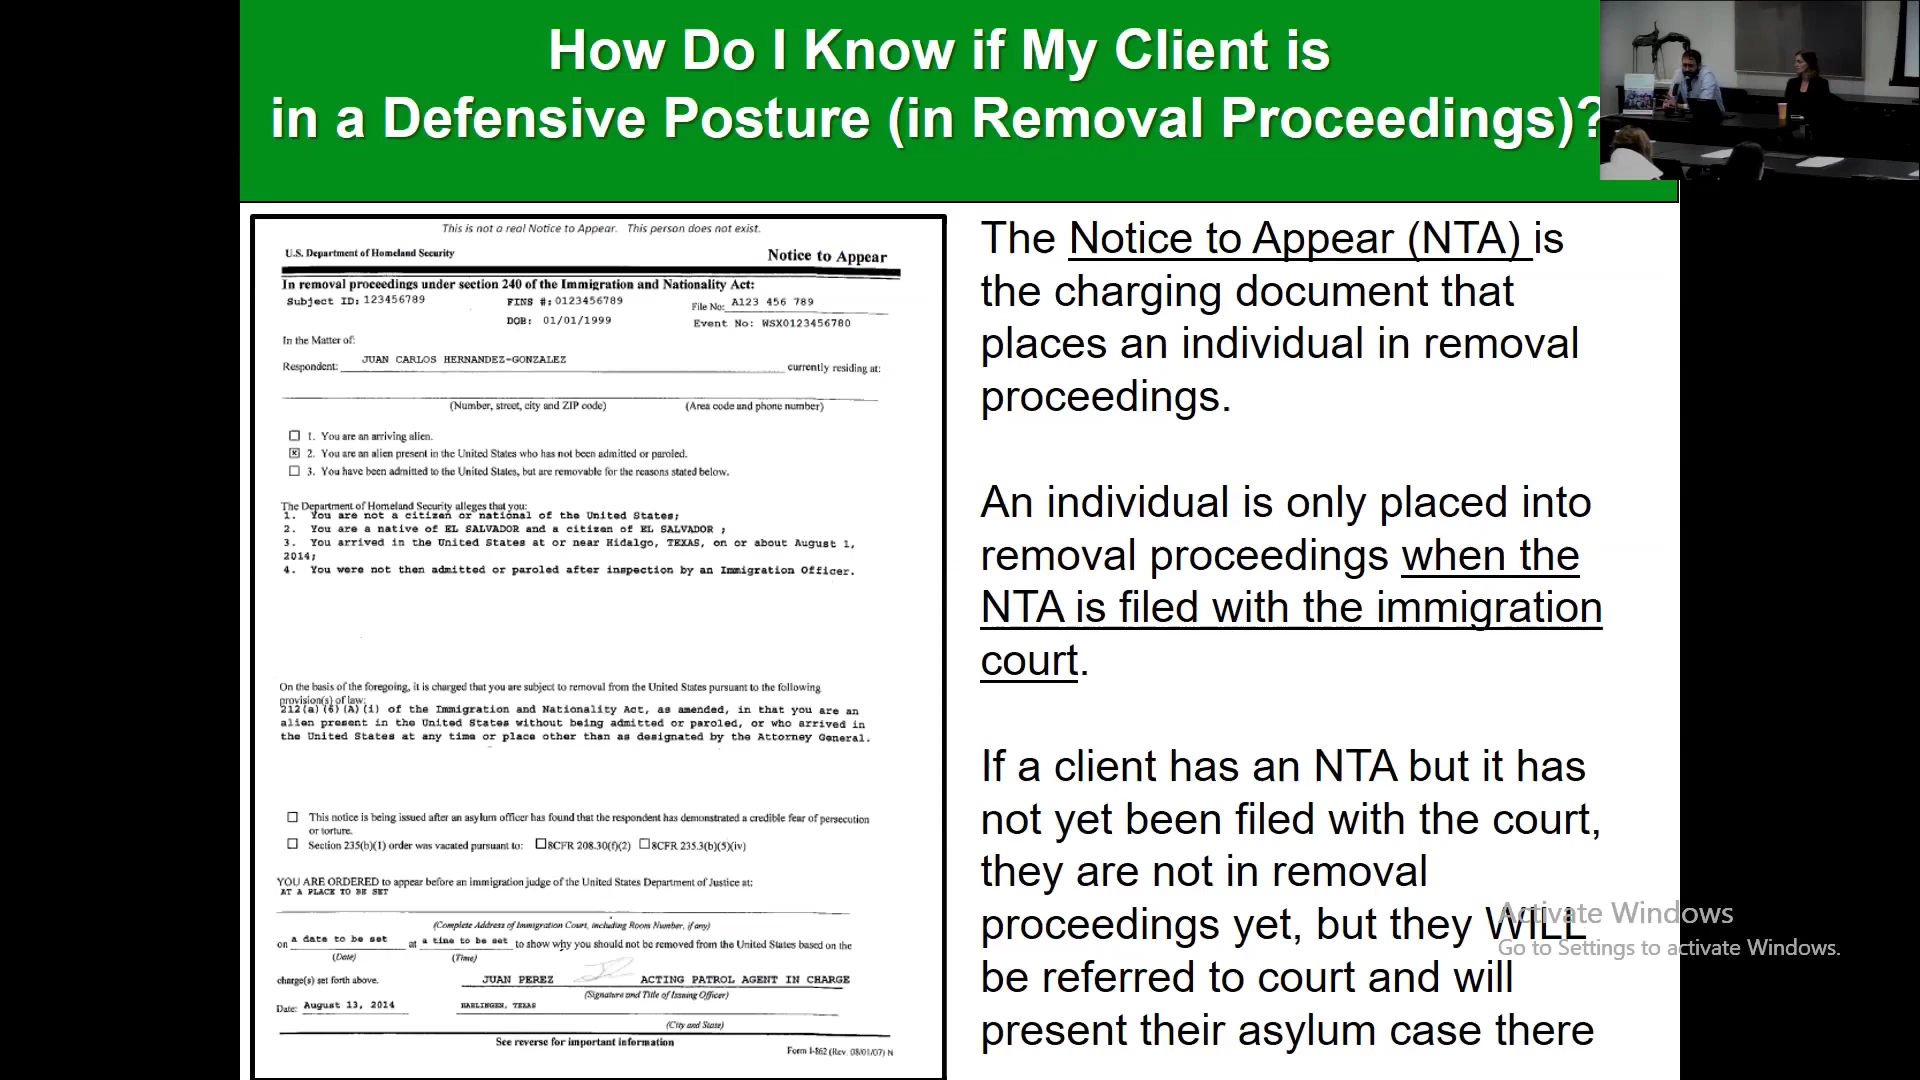 How Do I Know if My Client is
in a Defensive Posture (in Removal Proceedings)?
This is not a real Notice to Appear. This person does not exist.
U.S. Department of Homeland Security
Notice to Appear
In removal proceedings under section 240 of the Immigration and Nationality Act:
Subject ID: 123456789
FINS #: 0123456789
File No: A123 456 789
DOB: 01/01/1999
Event No: WSX0123456780
In the Matter of:
Respondent: JUAN CARLOS HERNANDEZ-GONZALEZ currently residing at:
(Number, street, city and ZIP code)
(Area code and phone number)
1. You are an arriving alien.
2. You are an alien present in the United States who has not been admitted or paroled.
3. You have been admitted to the United States, but are removable for the reasons stated below.
The Department of Homeland Security alleges that you:
1. You are not a citizen or national of the United States;
2. You are a native of EL SALVADOR and a citizen of EL SALVADOR ;
3. You arrived in the United States at or near Hidalgo, TEXAS, on or about August 1,
2014;
4. You were not then admitted or paroled after inspection by an Immigration Officer.
On the basis of the foregoing, it is charged that you are subject to removal from the United States pursuant to the following
provision(s) of law:
212(a)(6)(A)(i) of the Immigration and Nationality Act, as amended, in that you are an
alien present in the United States without being admitted or paroled, or who arrived in
the United States at any time or place other than as designated by the Attorney General.
This notice is being issued after an asylum officer has found that the respondent has demonstrated a credible fear of persecution
or torture.
Section 235(b)(1) order was vacated pursuant to: 8CFR 208.30(f)(2) 8CFR 235.3(b)(5)(iv)
YOU ARE ORDERED to appear before an immigration judge of the United States Department of Justice at:
AT A PLACE TO BE SET
(Complete Address of Immigration Court, including Room Number, if any)
on a date to be set at a time to be set to show why you should not be removed from the United States based on the
(Date)
(Time)
charge(s) set forth above.
JUAN PEREZ
ACTING PATROL AGENT IN CHARGE
(Signature and Title of Issuing Officer)
Date: August 13, 2014
HARLINGEN, TEXAS
(City and State)
See reverse for important information
Form I-862 (Rev. 08/01/07) N
The Notice to Appear (NTA) is
the charging document that
places an individual in removal
proceedings.
An individual is only placed into
removal proceedings when the
NTA is filed with the immigration
court.
If a client has an NTA but it has
not yet been filed with the court,
they are not in removal
proceedings yet, but they WILL
be referred to court and will
present their asylum case there
Activate Windows
Go to Settings to activate Windows.